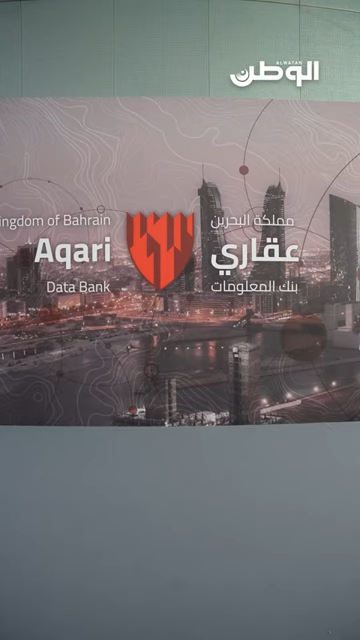 ALWATAN
الوطن
ingdom of Bahrain
Aqari
Data Bank
مملكة البحرين
عقاري
بنك المعلومات